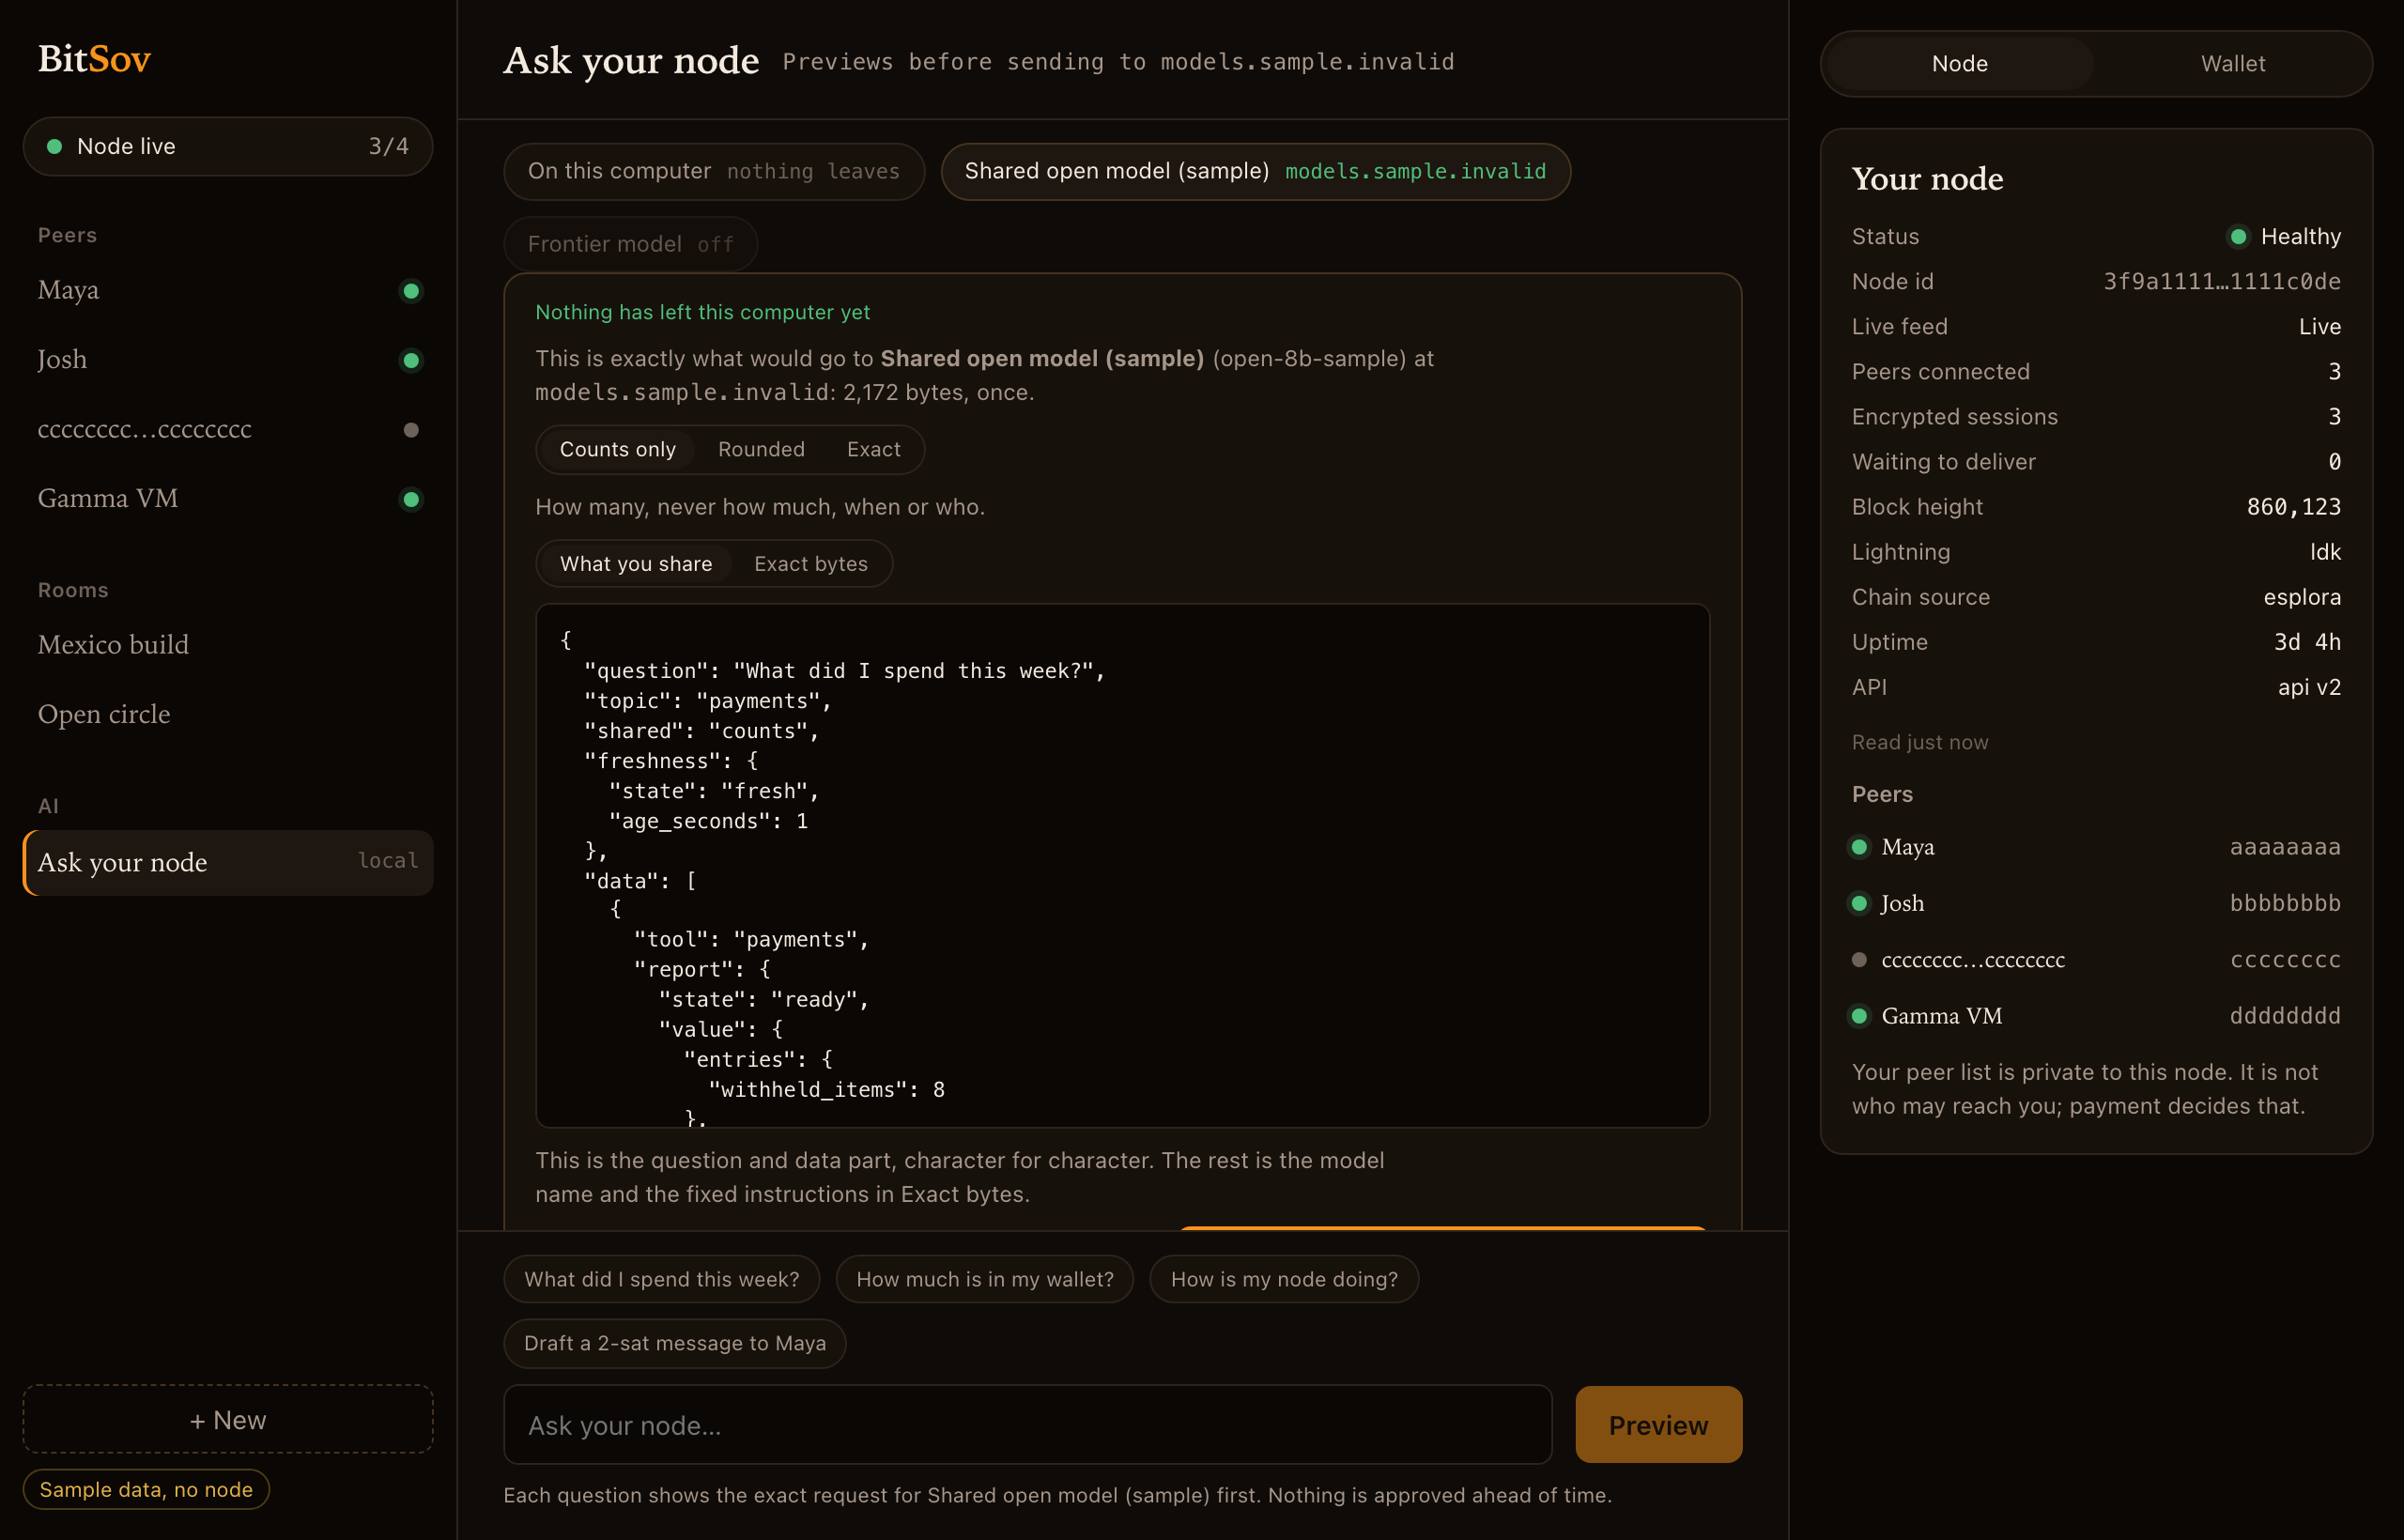 BitSov
Node live 3/4
Peers
Maya
Josh
cccccccc…cccccccc
Gamma VM
Rooms
Mexico build
Open circle
AI
Ask your node local
+ New
Sample data, no node
Ask your node Previews before sending to models.sample.invalid
On this computer nothing leaves
Shared open model (sample) models.sample.invalid
Frontier model off
Nothing has left this computer yet
This is exactly what would go to Shared open model (sample) (open-8b-sample) at
models.sample.invalid: 2,172 bytes, once.
Counts only Rounded Exact
How many, never how much, when or who.
What you share Exact bytes
{
"question": "What did I spend this week?",
"topic": "payments",
"shared": "counts",
"freshness": {
"state": "fresh",
"age_seconds": 1
},
"data": [
{
"tool": "payments",
"report": {
"state": "ready",
"value": {
"entries": {
"withheld_items": 8
},
This is the question and data part, character for character. The rest is the model
name and the fixed instructions in Exact bytes.
What did I spend this week? How much is in my wallet? How is my node doing?
Draft a 2-sat message to Maya
Ask your node…
Preview
Each question shows the exact request for Shared open model (sample) first. Nothing is approved ahead of time.
Node Wallet
Your node
Status Healthy
Node id 3f9a1111…1111c0de
Live feed Live
Peers connected 3
Encrypted sessions 3
Waiting to deliver 0
Block height 860,123
Lightning ldk
Chain source esplora
Uptime 3d 4h
API api v2
Read just now
Peers
Maya aaaaaaaa
Josh bbbbbbbb
cccccccc…cccccccc cccccccc
Gamma VM dddddddd
Your peer list is private to this node. It is not
who may reach you; payment decides that.